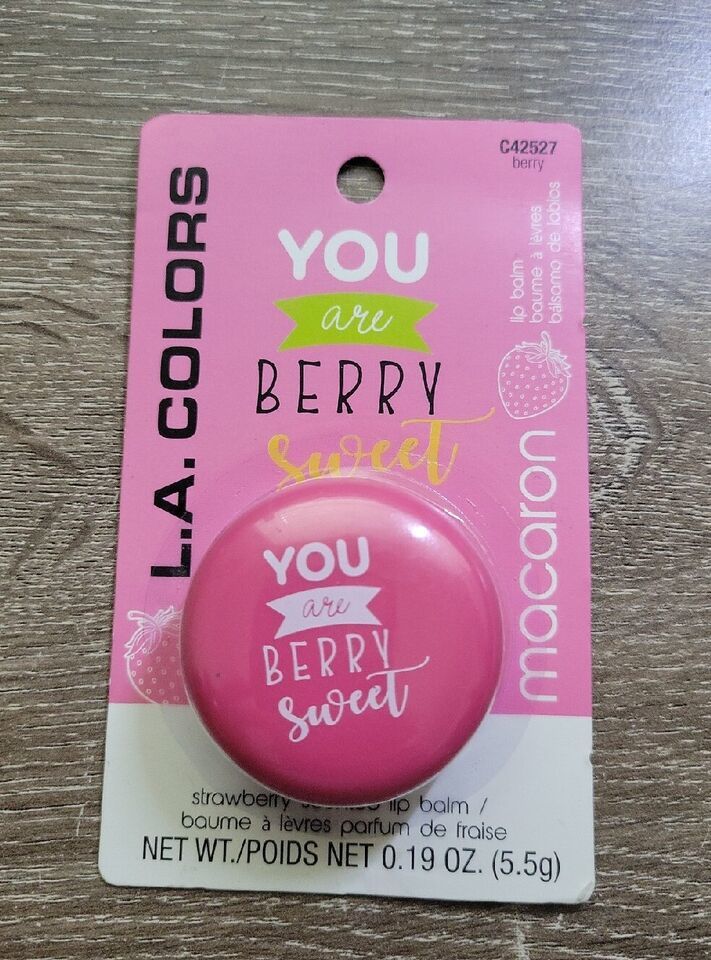 C42527
berry
L.A. COLORS
YOU
are
BERRY
sweet
lip balm
baume à lèvres
bálsamo de labios
macaron
YOU
are
BERRY
sweet
strawberry lip balm /
baume à lèvres parfum de fraise
NET WT./POIDS NET 0.19 OZ. (5.5g)